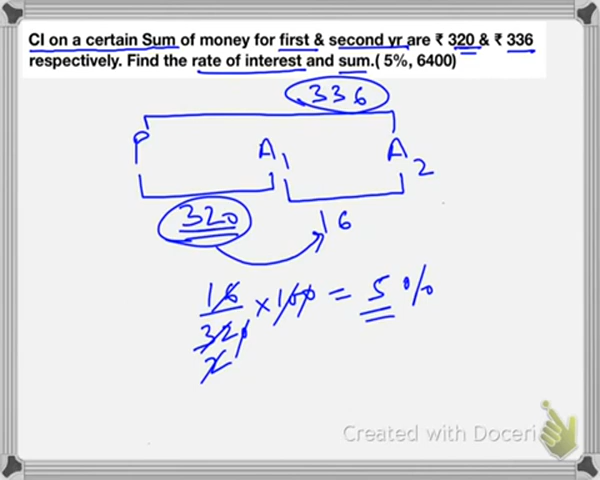 CI on a certain Sum of money for first & second yr are ₹ 320 & ₹ 336
respectively. Find the rate of interest and sum.( 5%, 6400)
336
P A1 A2
320 16
16/320 × 100 = 5%
2
Created with Doceri